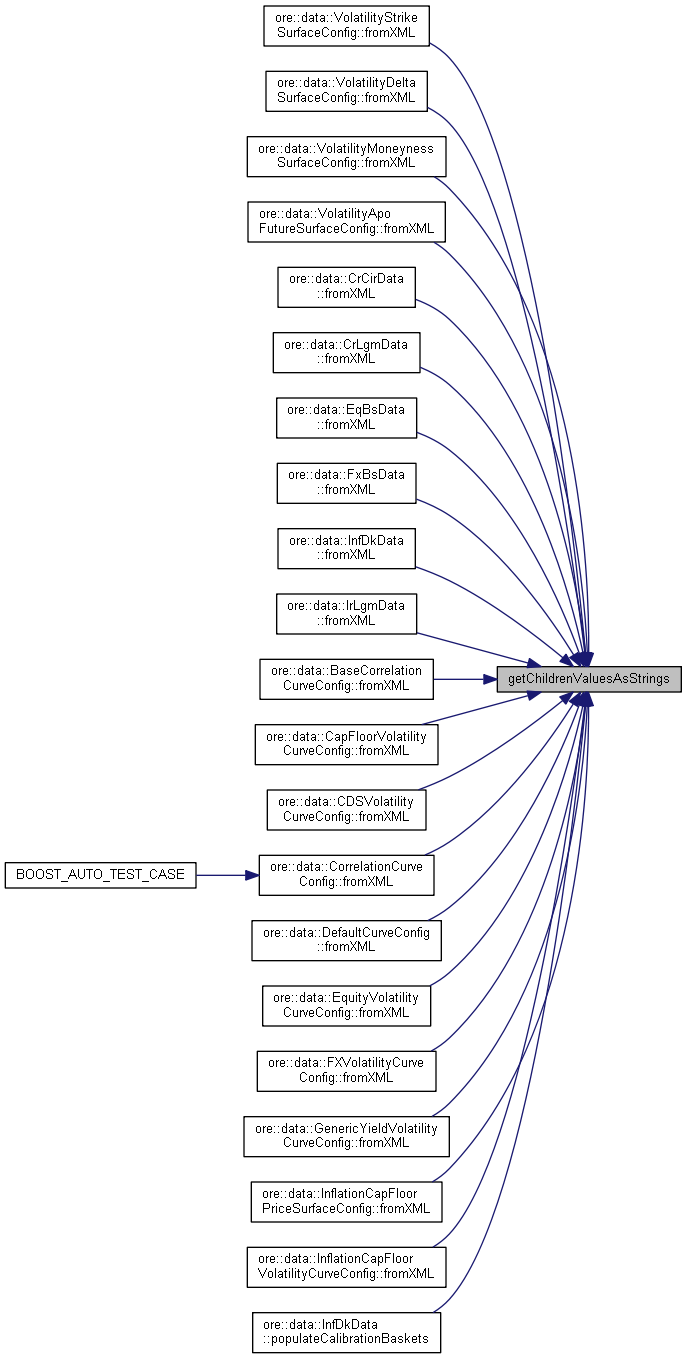 ore::data::VolatilityStrike
SurfaceConfig::fromXML
ore::data::VolatilityDelta
SurfaceConfig::fromXML
ore::data::VolatilityMoneyness
SurfaceConfig::fromXML
ore::data::VolatilityApo
FutureSurfaceConfig::fromXML
ore::data::CrCirData
::fromXML
ore::data::CrLgmData
::fromXML
ore::data::EqBsData
::fromXML
ore::data::FxBsData
::fromXML
ore::data::InfDkData
::fromXML
ore::data::IrLgmData
::fromXML
ore::data::BaseCorrelation
CurveConfig::fromXML
getChildrenValuesAsStrings
ore::data::CapFloorVolatility
CurveConfig::fromXML
ore::data::CDSVolatility
CurveConfig::fromXML
BOOST_AUTO_TEST_CASE
ore::data::CorrelationCurve
Config::fromXML
ore::data::DefaultCurveConfig
::fromXML
ore::data::EquityVolatility
CurveConfig::fromXML
ore::data::FXVolatilityCurve
Config::fromXML
ore::data::GenericYieldVolatility
CurveConfig::fromXML
ore::data::InflationCapFloor
PriceSurfaceConfig::fromXML
ore::data::InflationCapFloor
VolatilityCurveConfig::fromXML
ore::data::InfDkData
::populateCalibrationBaskets